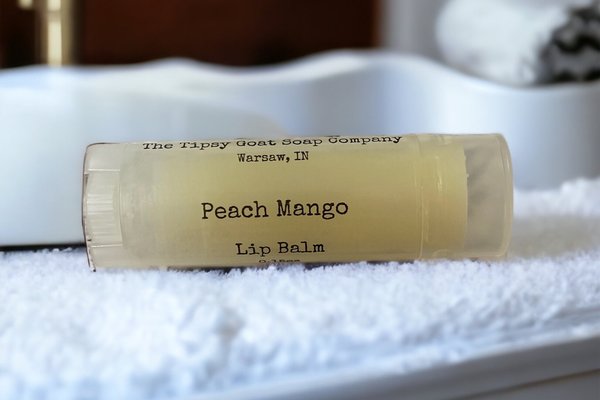 The Tipsy Goat Soap Company
Warsaw, IN
Peach Mango
Lip Balm